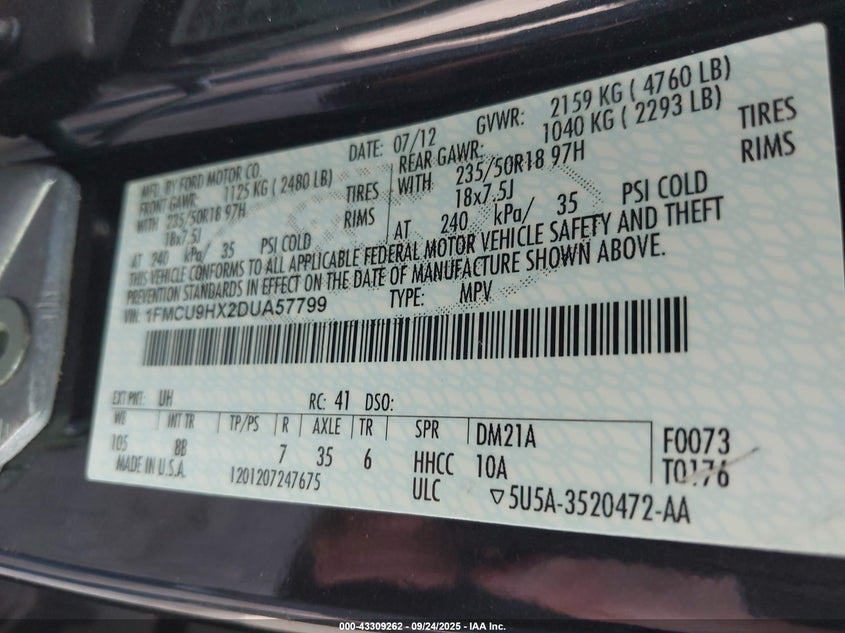 MFD. BY FORD MOTOR CO.
DATE: 07/12 GVWR: 2159 KG ( 4760 LB)
FRONT GAWR: 1125 KG ( 2480 LB)
REAR GAWR: 1040 KG ( 2293 LB)
WITH 235/50R18 97H TIRES
WITH 235/50R18 97H TIRES
18x7.5J RIMS
18x7.5J RIMS
AT 240 kPa/ 35 PSI COLD
AT 240 kPa/ 35 PSI COLD
THIS VEHICLE CONFORMS TO ALL APPLICABLE FEDERAL MOTOR VEHICLE SAFETY AND THEFT
PREVENTION STANDARDS IN EFFECT ON THE DATE OF MANUFACTURE SHOWN ABOVE.
VIN: 1FMCU9HX2DUA57799 TYPE: MPV
EXT PNT: UH RC: 41 DSO:
WB INT TR TP/PS R AXLE TR SPR DM21A F0073
105 8B 7 35 6 HHCC 10A T0176
MADE IN U.S.A. 1201207247675 ULC ▽5U5A-3520472-AA
000-43309262 - 09/24/2025 - IAA Inc.